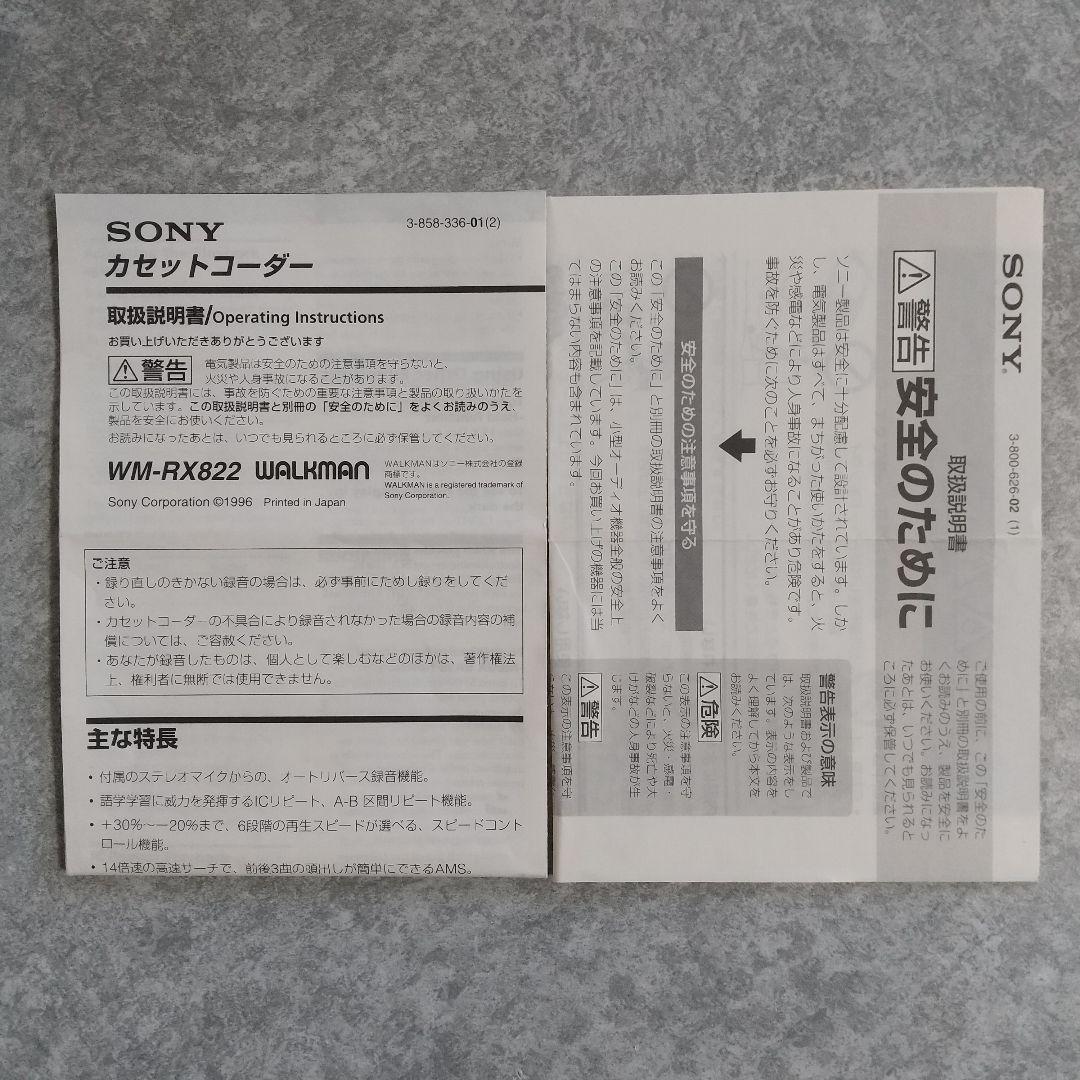 SONY
3-858-336-01(2)
カセットコーダー
取扱説明書/Operating Instructions
お買い上げいただきありがとうございます
警告
電気製品は安全のための注意事項を守らないと、
火災や人身事故になることがあります。
この取扱説明書には、事故を防ぐための重要な注意事項と製品の取り扱いかたを
示しています。この取扱説明書と別冊の「安全のために」をよくお読みのうえ、
製品を安全にお使いください。
お読みになったあとは、いつでも見られるところに必ず保管してください。
WM-RX822 WALKMAN
WALKMANはソニー株式会社の登録
商標です。
WALKMAN is a registered trademark of
Sony Corporation.
Sony Corporation ©1996 Printed in Japan
ご注意
・録り直しのきかない録音の場合は、必ず事前にためし録りをしてくだ
さい。
・カセットコーダーの不具合により録音されなかった場合の録音内容の補
償については、ご容赦ください。
・あなたが録音したものは、個人として楽しむなどのほかは、著作権法
上、権利者に無断では使用できません。
主な特長
・付属のステレオマイクからの、オートリバース録音機能。
・語学学習に威力を発揮するICリピート、A-B 区間リピート機能。
・+30%〜−20%まで、6段階の再生スピードが選べる、スピードコント
ロール機能。
・14倍速の高速サーチで、前後3曲の頭出しが簡単にできるAMS。
SONY®
3-800-626-02 (1)
取扱説明書
警告 安全のために
ご使用の前に、この「安全のた
めに」と別冊の取扱説明書をよ
くお読みのうえ、製品を安全に
お使いください。お読みになっ
たあとは、いつでも見られると
ころに必ず保管してください。
ソニー製品は安全に十分配慮して設計されています。しか
し、電気製品はすべて、まちがった使いかたをすると、火
災や感電などにより人身事故になることがあり危険です。
事故を防ぐために次のことを必ずお守りください。
安全のための注意事項を守る
この「安全のために」と別冊の取扱説明書の注意事項をよく
お読みください。
この「安全のために」は、小型オーディオ機器全般の安全上
の注意事項を記載しています。今回お買い上げの機器には当
てはまらない内容も含まれています。
警告表示の意味
取扱説明書および製品で
は、次のような表示をし
ています。表示の内容を
よく理解してから本文を
お読みください。
危険
この表示の注意事項を守
らないと、火災・感電・
破裂などにより死亡や大
けがなどの人身事故が生
じます。
警告
この表示の注意事項を守